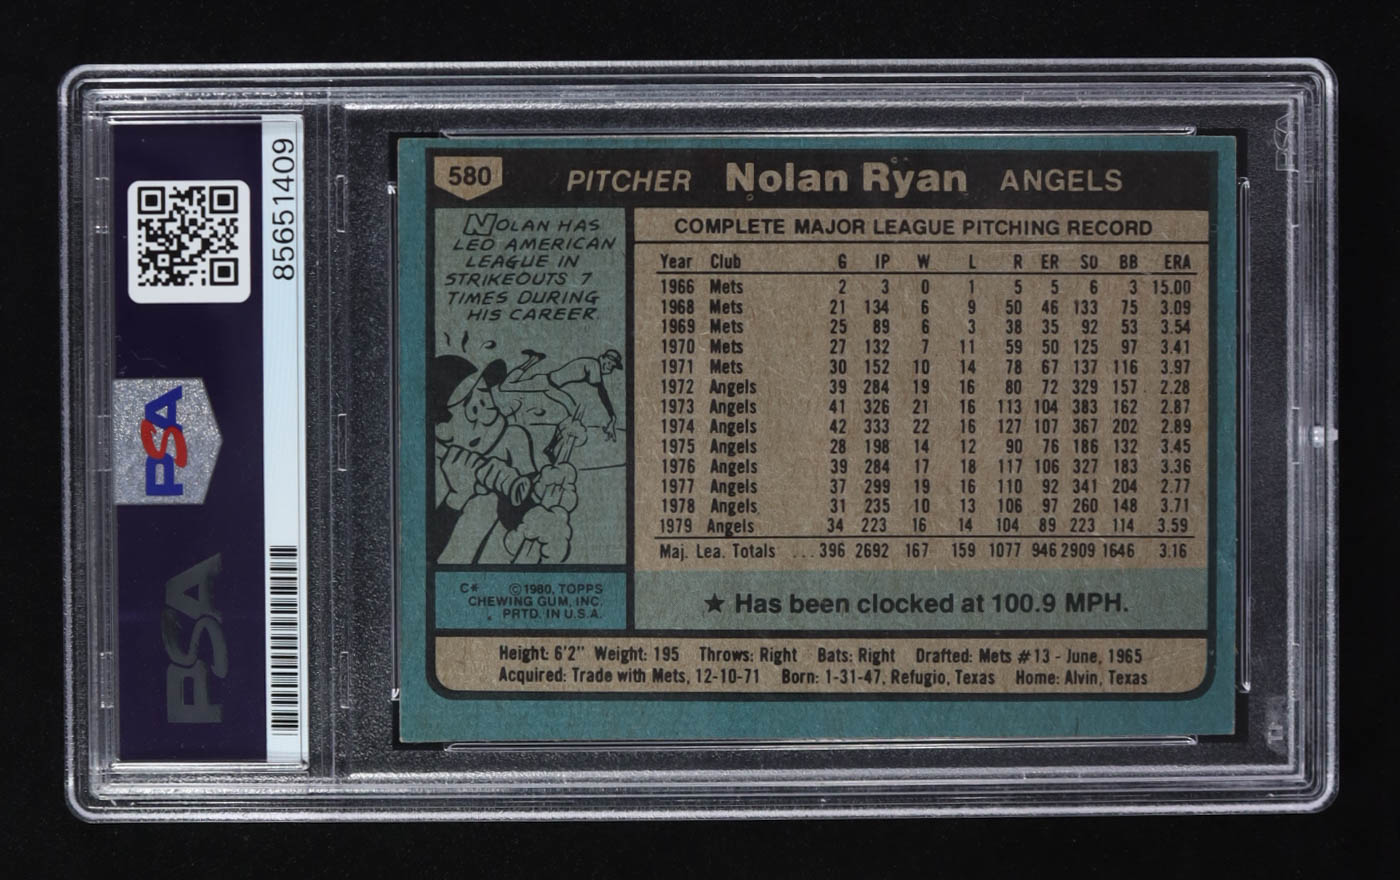 85651409
PSA
PSA
580 PITCHER Nolan Ryan ANGELS
NOLAN HAS
LED AMERICAN
LEAGUE IN
STRIKEOUTS 7
TIMES DURING
HIS CAREER.
C* ©1980, TOPPS
CHEWING GUM, INC.
PRTD. IN U.S.A.
COMPLETE MAJOR LEAGUE PITCHING RECORD
Year Club G IP W L R ER SO BB ERA
1966 Mets 2 3 0 1 5 5 6 3 15.00
1968 Mets 21 134 6 9 50 46 133 75 3.09
1969 Mets 25 89 6 3 38 35 92 53 3.54
1970 Mets 27 132 7 11 59 50 125 97 3.41
1971 Mets 30 152 10 14 78 67 137 116 3.97
1972 Angels 39 284 19 16 80 72 329 157 2.28
1973 Angels 41 326 21 16 113 104 383 162 2.87
1974 Angels 42 333 22 16 127 107 367 202 2.89
1975 Angels 28 198 14 12 90 76 186 132 3.45
1976 Angels 39 284 17 18 117 106 327 183 3.36
1977 Angels 37 299 19 16 110 92 341 204 2.77
1978 Angels 31 235 10 13 106 97 260 148 3.71
1979 Angels 34 223 16 14 104 89 223 114 3.59
Maj. Lea. Totals ... 396 2692 167 159 1077 946 2909 1646 3.16
★ Has been clocked at 100.9 MPH.
Height: 6'2" Weight: 195 Throws: Right Bats: Right Drafted: Mets #13 - June, 1965
Acquired: Trade with Mets, 12-10-71 Born: 1-31-47, Refugio, Texas Home: Alvin, Texas
PSA